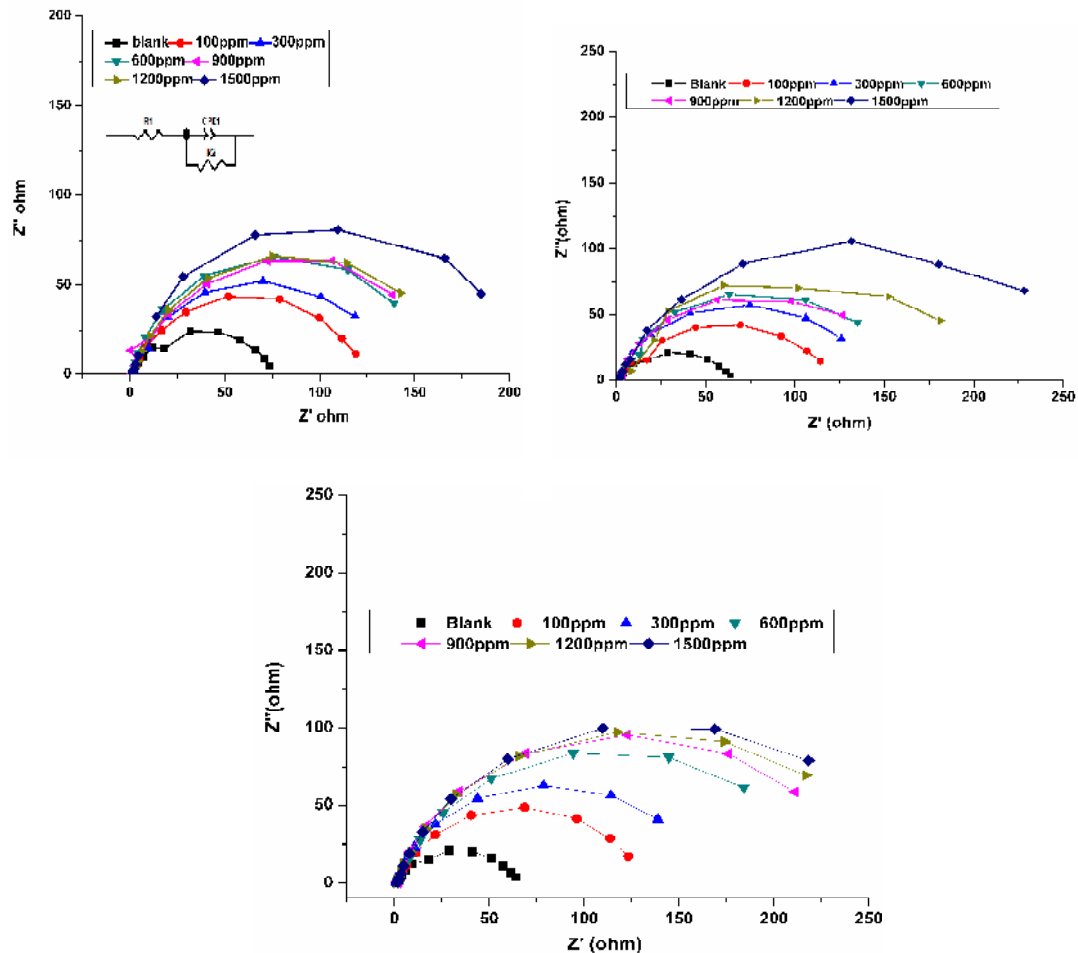 200
blank 100ppm 300ppm
600ppm 900ppm
1200ppm 1500ppm
150
R1
100
50
0
Z'' ohm
0 50 100 150 200
Z' ohm
250
Blank 100ppm 300ppm 600ppm
900ppm 1200ppm 1500ppm
200
150
100
50
0
Z''(ohm)
0 50 100 150 200 250
Z' (ohm)
250
200
Blank 100ppm 300ppm 600ppm
900ppm 1200ppm 1500ppm
150
100
50
0
Z''(ohm)
0 50 100 150 200 250
Z' (ohm)